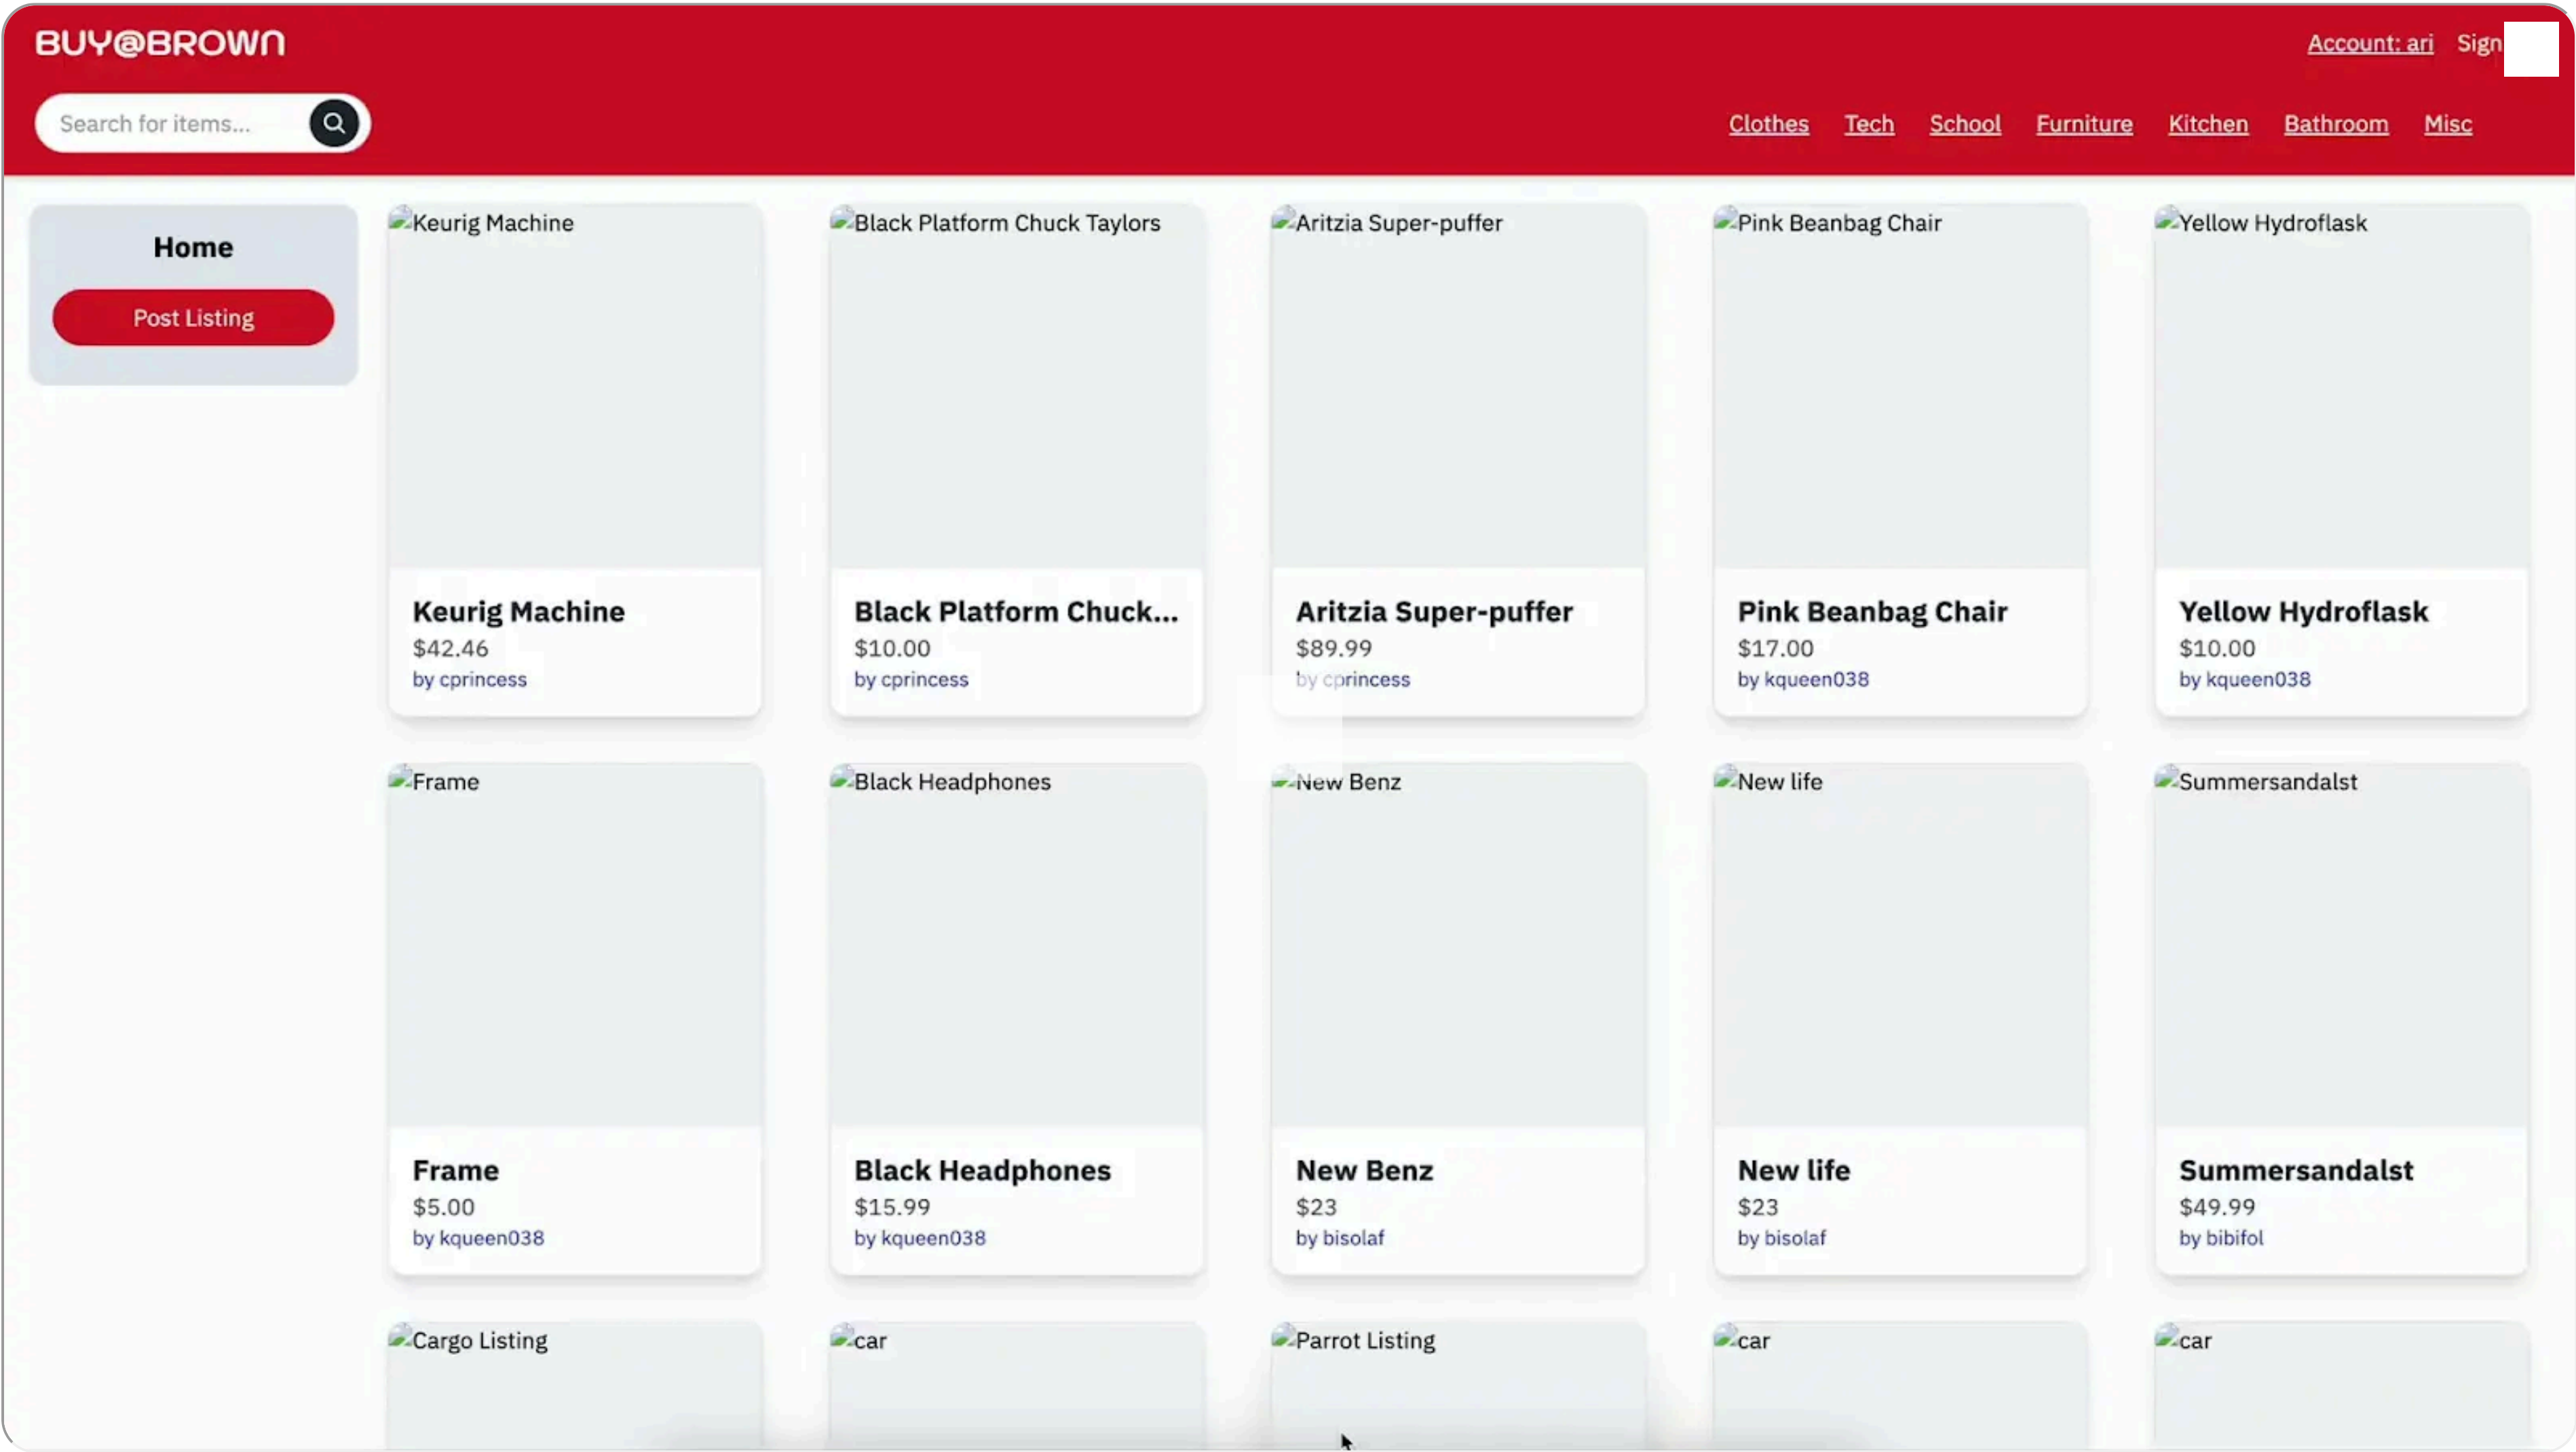 BUY@BROWN
Account: ari Sign
Search for items...
Clothes Tech School Furniture Kitchen Bathroom Misc
Home
Post Listing
Keurig Machine
Black Platform Chuck Taylors
Aritzia Super-puffer
Pink Beanbag Chair
Yellow Hydroflask
Keurig Machine
$42.46
by cprincess
Black Platform Chuck...
$10.00
by cprincess
Aritzia Super-puffer
$89.99
by cprincess
Pink Beanbag Chair
$17.00
by kqueen038
Yellow Hydroflask
$10.00
by kqueen038
Frame
Black Headphones
New Benz
New life
Summersandalst
Frame
$5.00
by kqueen038
Black Headphones
$15.99
by kqueen038
New Benz
$23
by bisolaf
New life
$23
by bisolaf
Summersandalst
$49.99
by bibifol
Cargo Listing
car
Parrot Listing
car
car